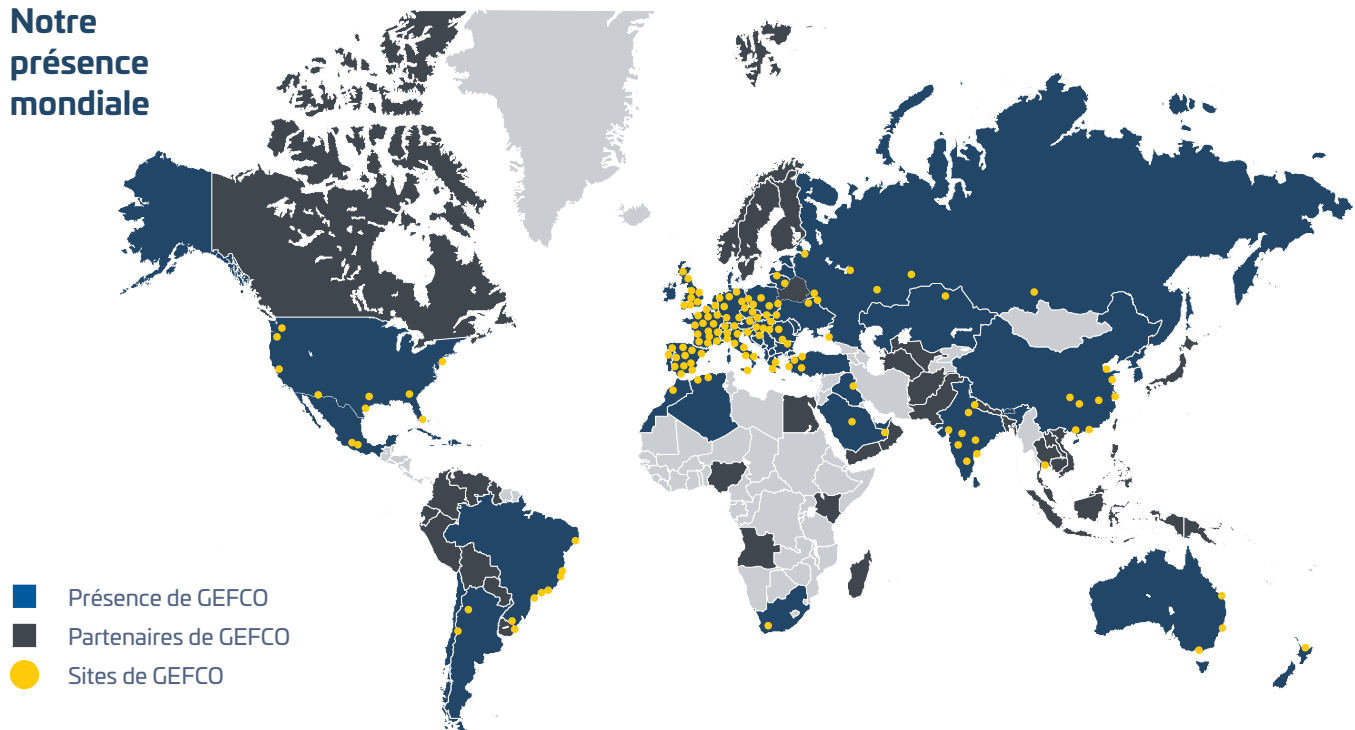 Notre
présence
mondiale
Présence de GEFCO
Partenaires de GEFCO
Sites de GEFCO